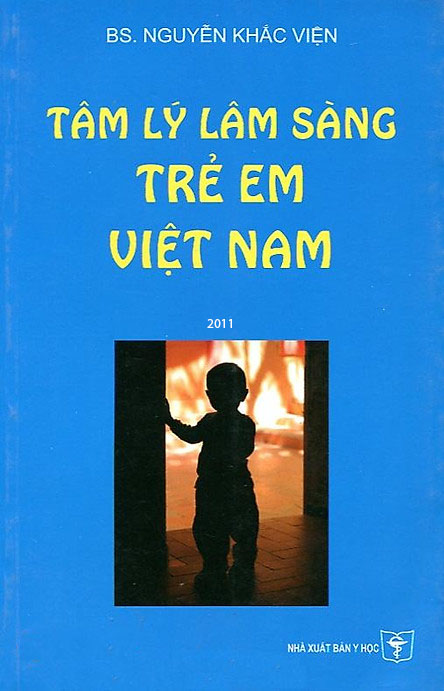 BS. NGUYỄN KHẮC VIỆN
TÂM LÝ LÂM SÀNG
TRẺ EM
VIỆT NAM
2011
NHÀ XUẤT BẢN Y HỌC